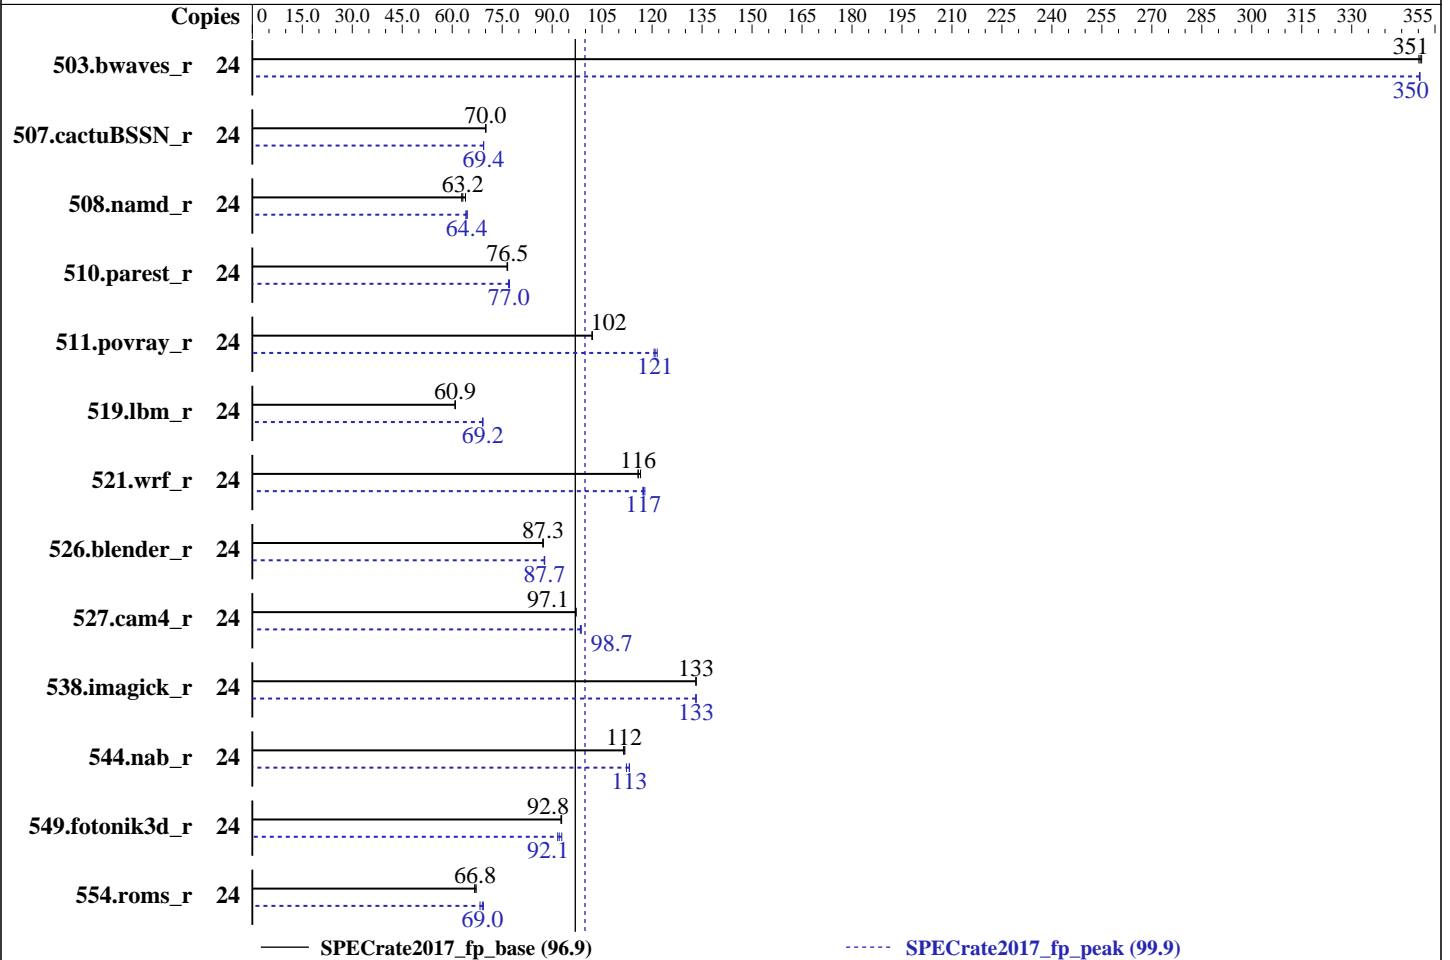 Copies 0 15.0 30.0 45.0 60.0 75.0 90.0 105 120 135 150 165 180 195 210 225 240 255 270 285 300 315 330 355
351
503.bwaves_r 24
350
70.0
507.cactuBSSN_r 24
69.4
63.2
508.namd_r 24
64.4
76.5
510.parest_r 24
77.0
102
511.povray_r 24
121
60.9
519.lbm_r 24
69.2
116
521.wrf_r 24
117
87.3
526.blender_r 24
87.7
97.1
527.cam4_r 24
98.7
133
538.imagick_r 24
133
112
544.nab_r 24
113
92.8
549.fotonik3d_r 24
92.1
66.8
554.roms_r 24
69.0
SPECrate2017_fp_base (96.9) SPECrate2017_fp_peak (99.9)